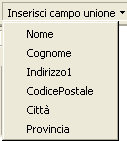 Inserisci campo unione
Nome
Cognome
Indirizzo1
CodicePostale
Città
Provincia